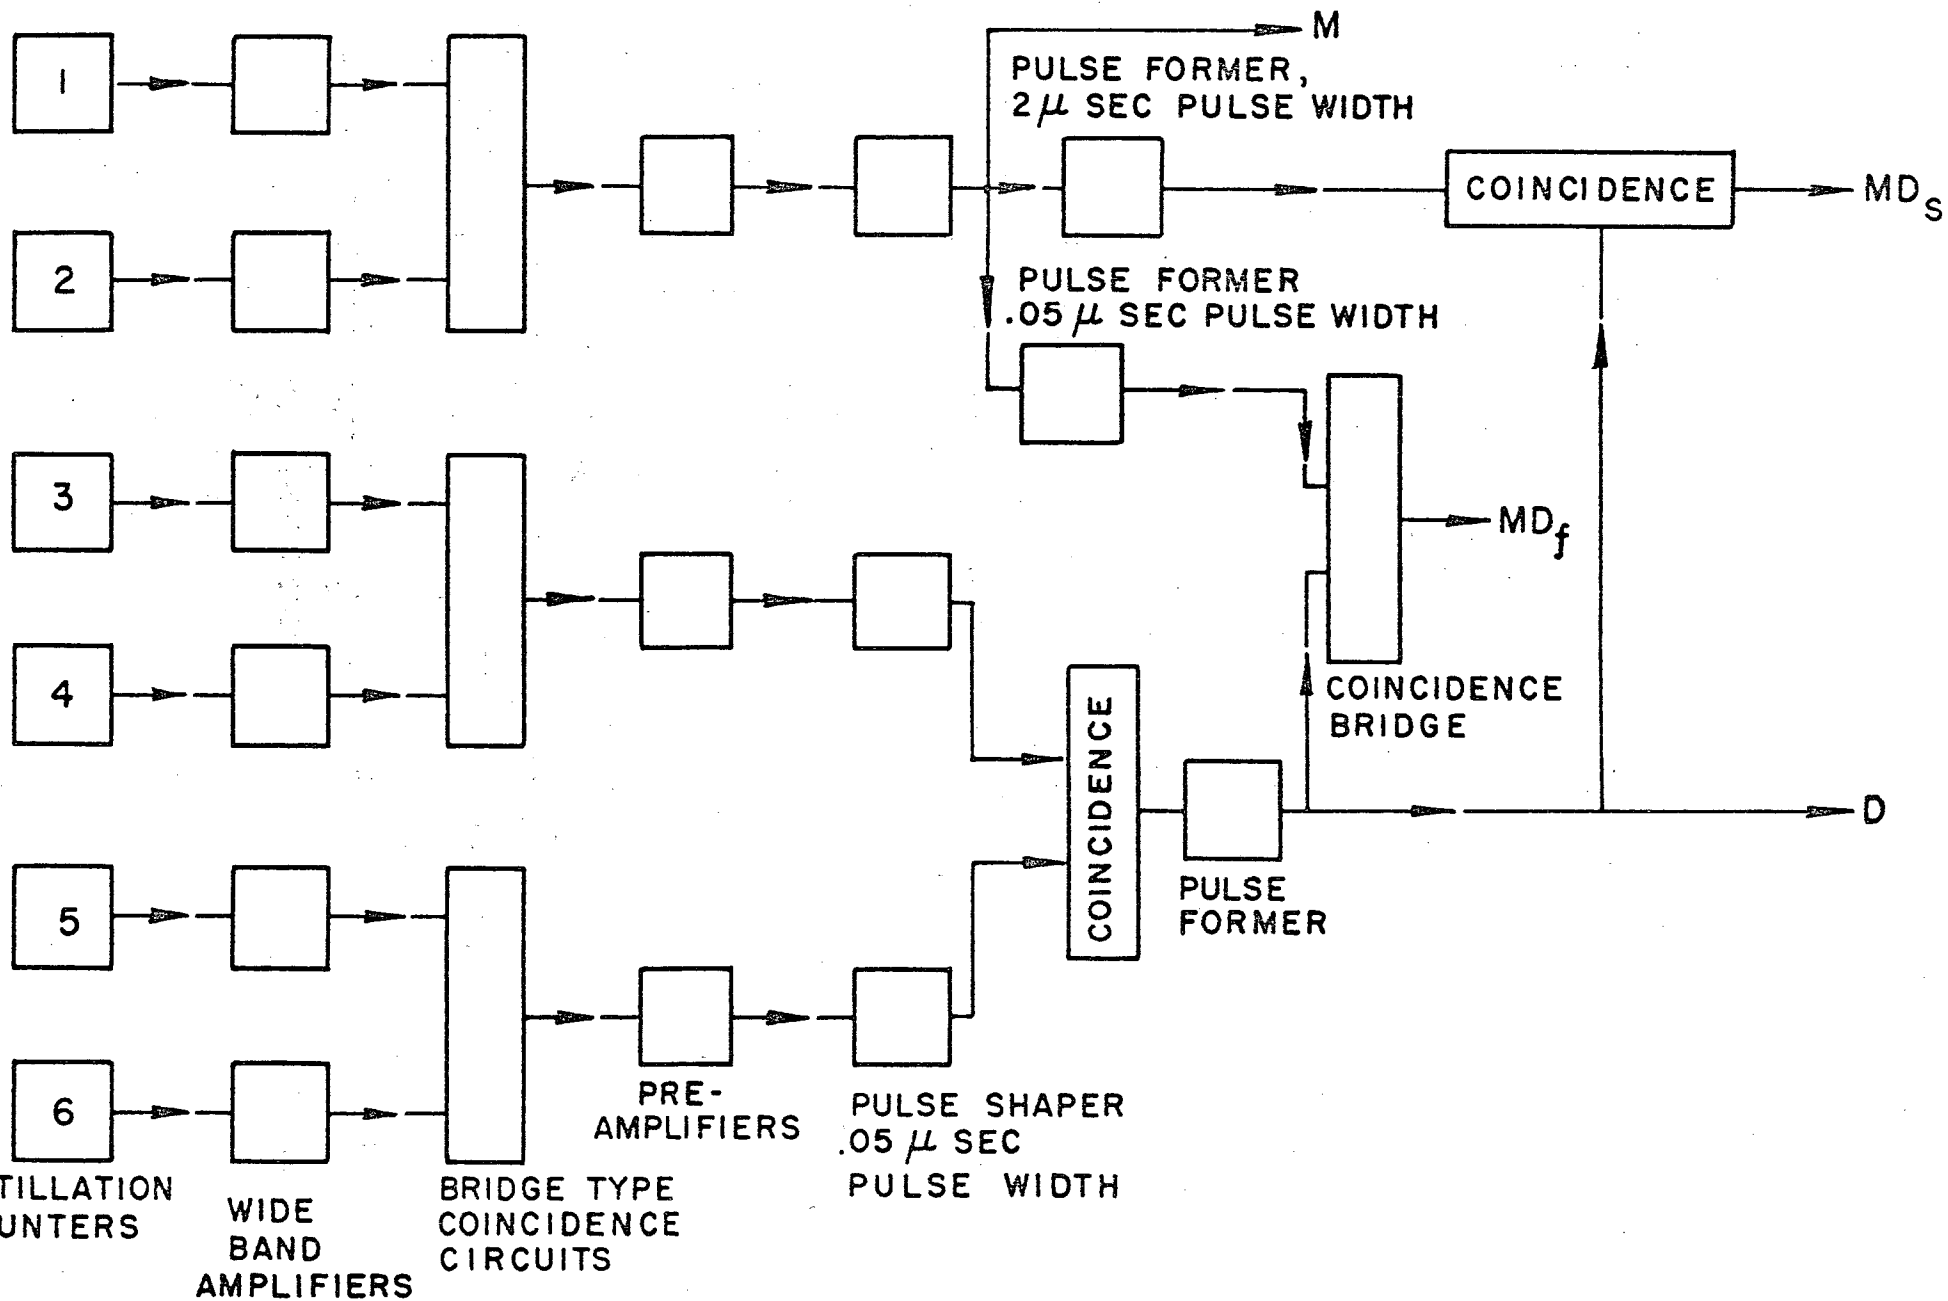 M
PULSE FORMER,
2 μ SEC PULSE WIDTH
1
COINCIDENCE
MDs
2
PULSE FORMER
.05 μ SEC PULSE WIDTH
3
MDf
4
COINCIDENCE
BRIDGE
COINCIDENCE
D
PULSE
FORMER
5
6
PRE-
AMPLIFIERS
PULSE SHAPER
.05 μ SEC
PULSE WIDTH
TILLATION
UNTERS
WIDE
BAND
AMPLIFIERS
BRIDGE TYPE
COINCIDENCE
CIRCUITS